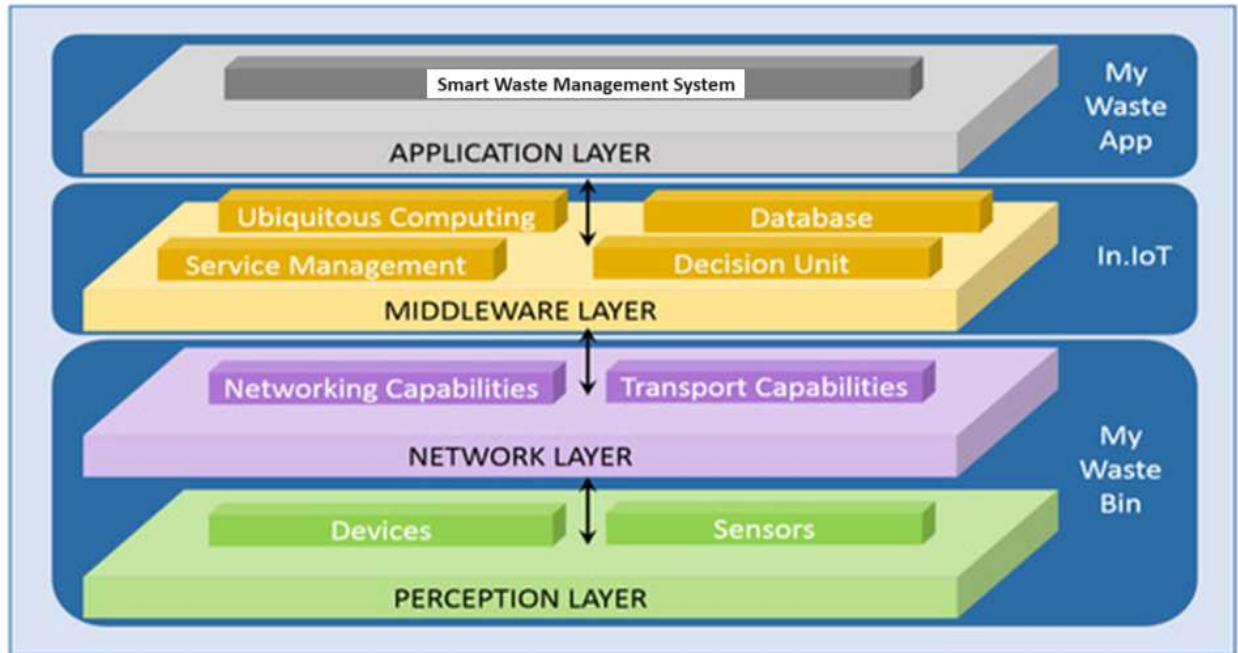 Smart Waste Management System
APPLICATION LAYER
My
Waste
App
Ubiquitous Computing
Database
Service Management
Decision Unit
MIDDLEWARE LAYER
In.IoT
Networking Capabilities
Transport Capabilities
NETWORK LAYER
Devices
Sensors
PERCEPTION LAYER
My
Waste
Bin